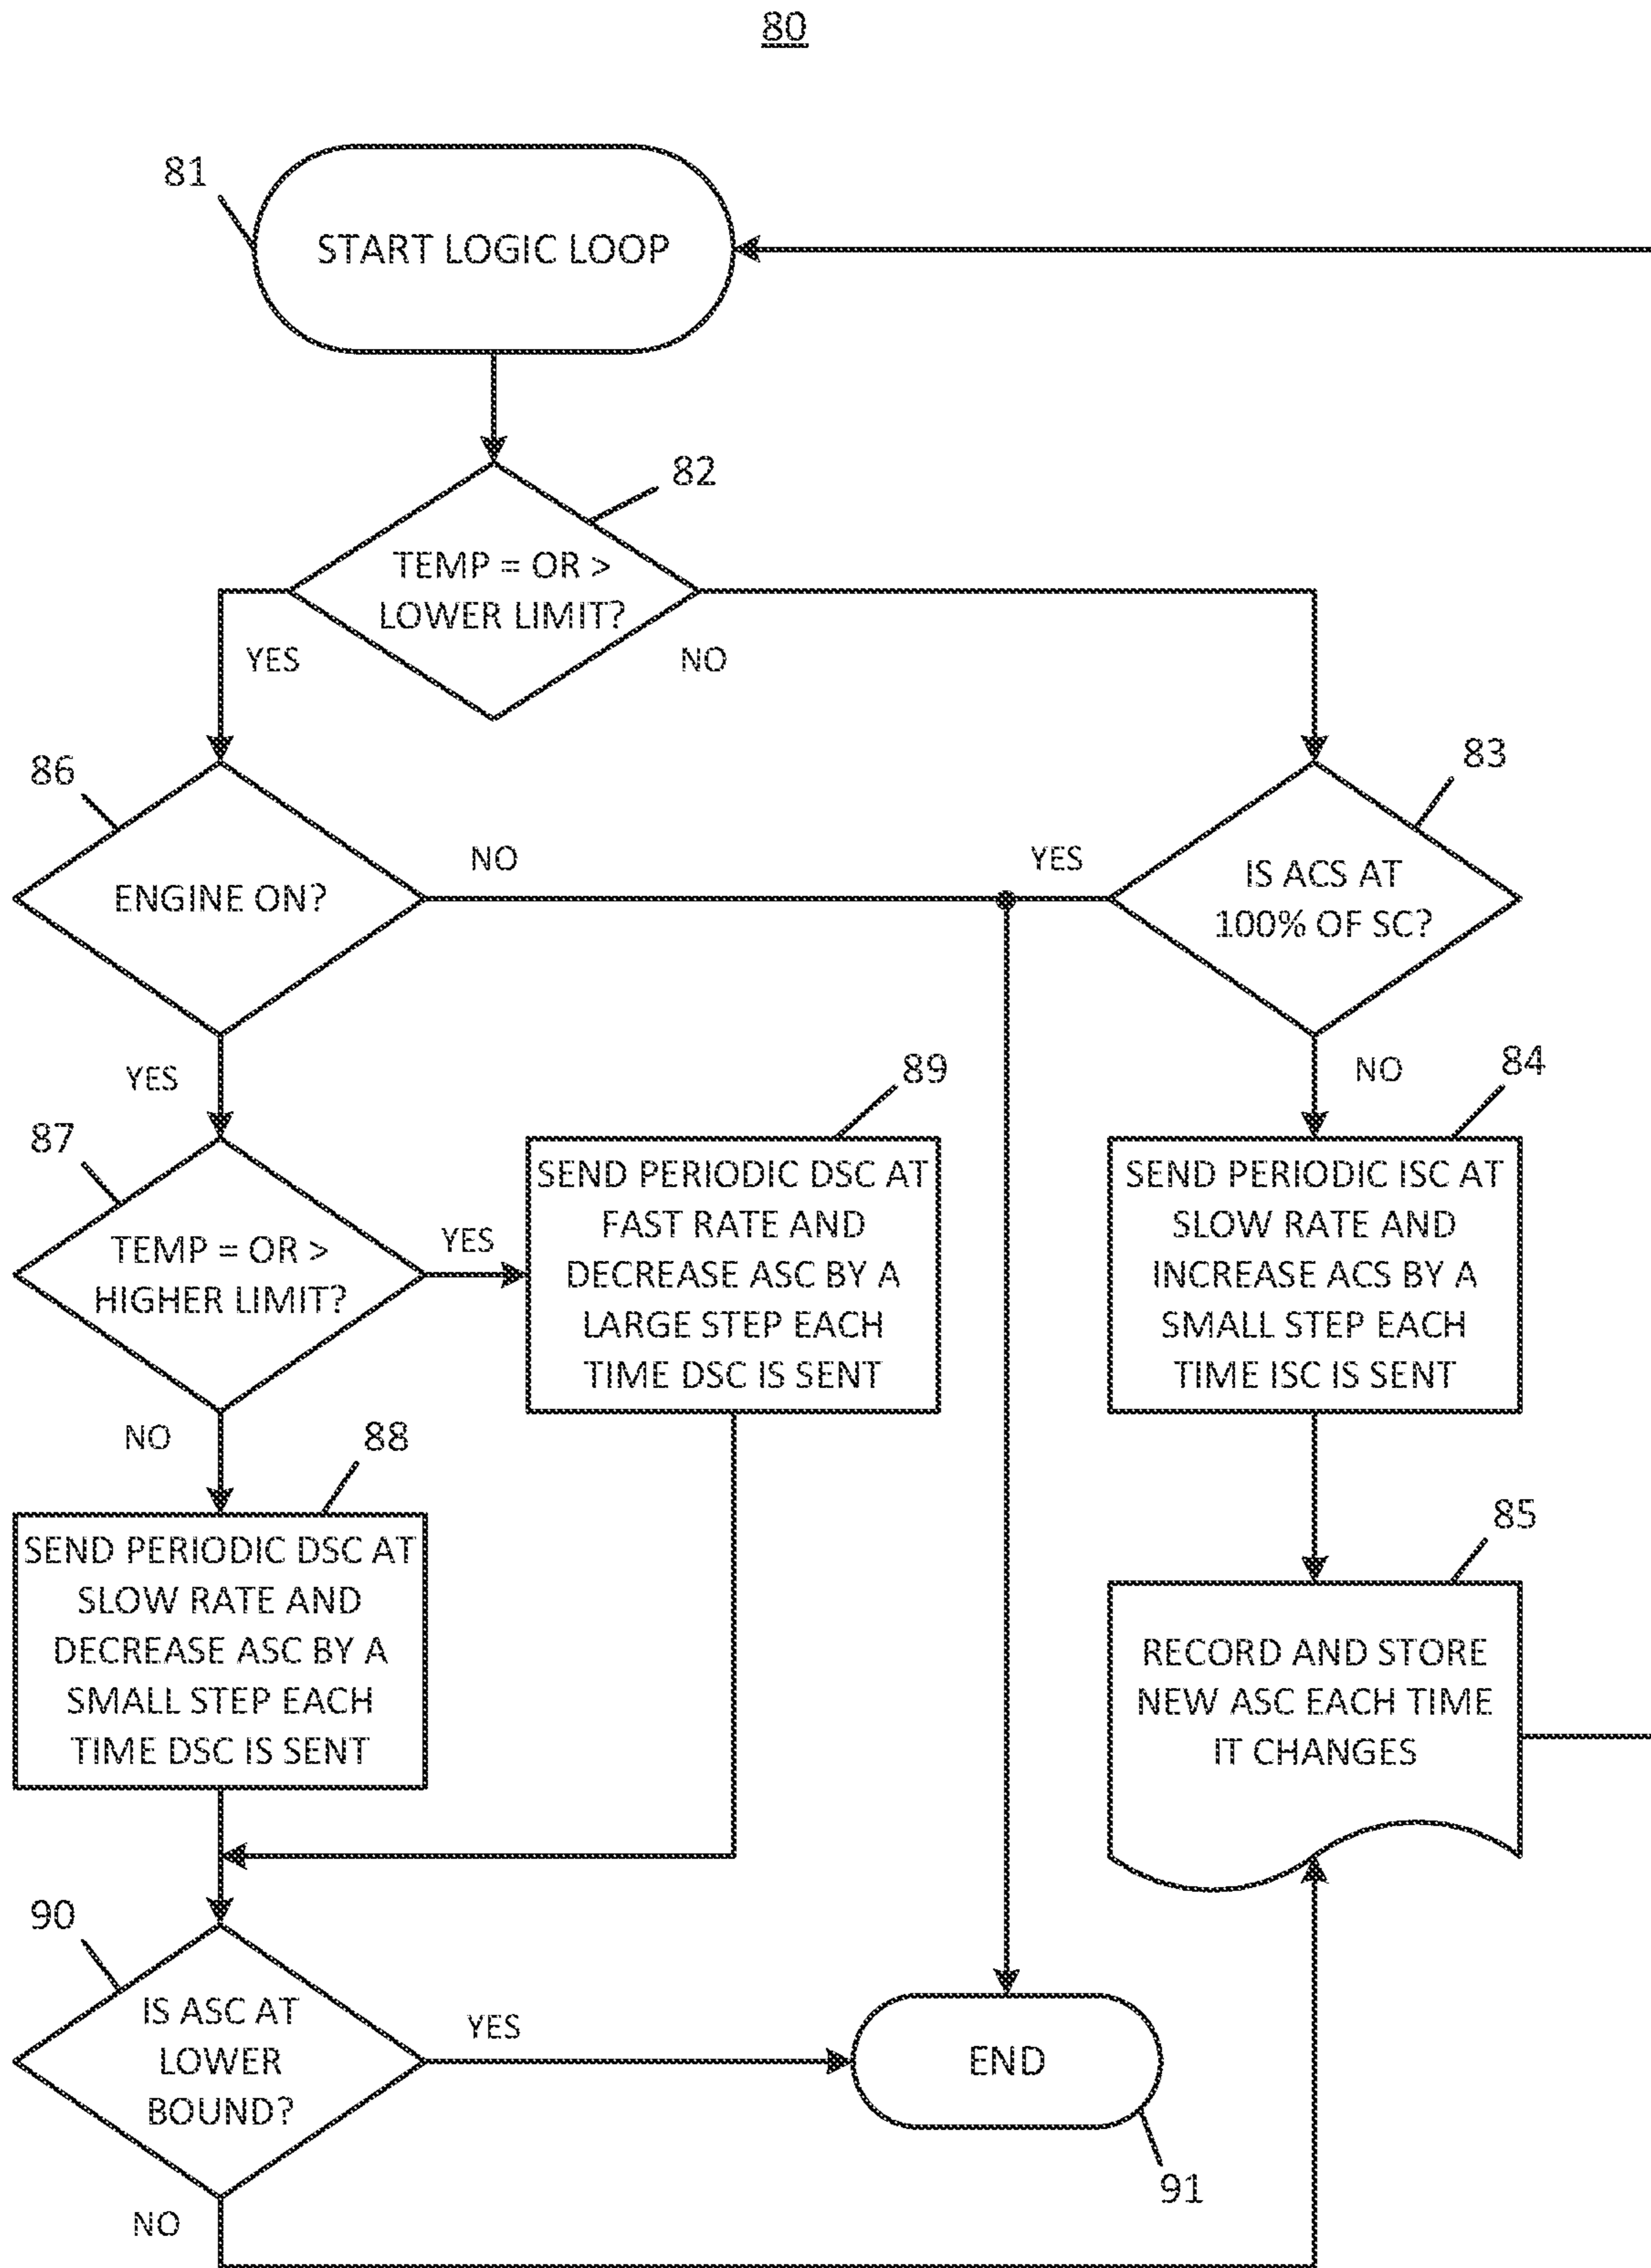 80
81
START LOGIC LOOP
82
TEMP = OR >
LOWER LIMIT?
YES
NO
86
ENGINE ON?
NO
YES
83
IS ACS AT
100% OF SC?
YES
NO
87
TEMP = OR >
HIGHER LIMIT?
YES
NO
89
SEND PERIODIC DSC AT
FAST RATE AND
DECREASE ASC BY A
LARGE STEP EACH
TIME DSC IS SENT
84
SEND PERIODIC ISC AT
SLOW RATE AND
INCREASE ACS BY A
SMALL STEP EACH
TIME ISC IS SENT
88
SEND PERIODIC DSC AT
SLOW RATE AND
DECREASE ASC BY A
SMALL STEP EACH
TIME DSC IS SENT
85
RECORD AND STORE
NEW ASC EACH TIME
IT CHANGES
90
IS ASC AT
LOWER
BOUND?
YES
NO
END
91